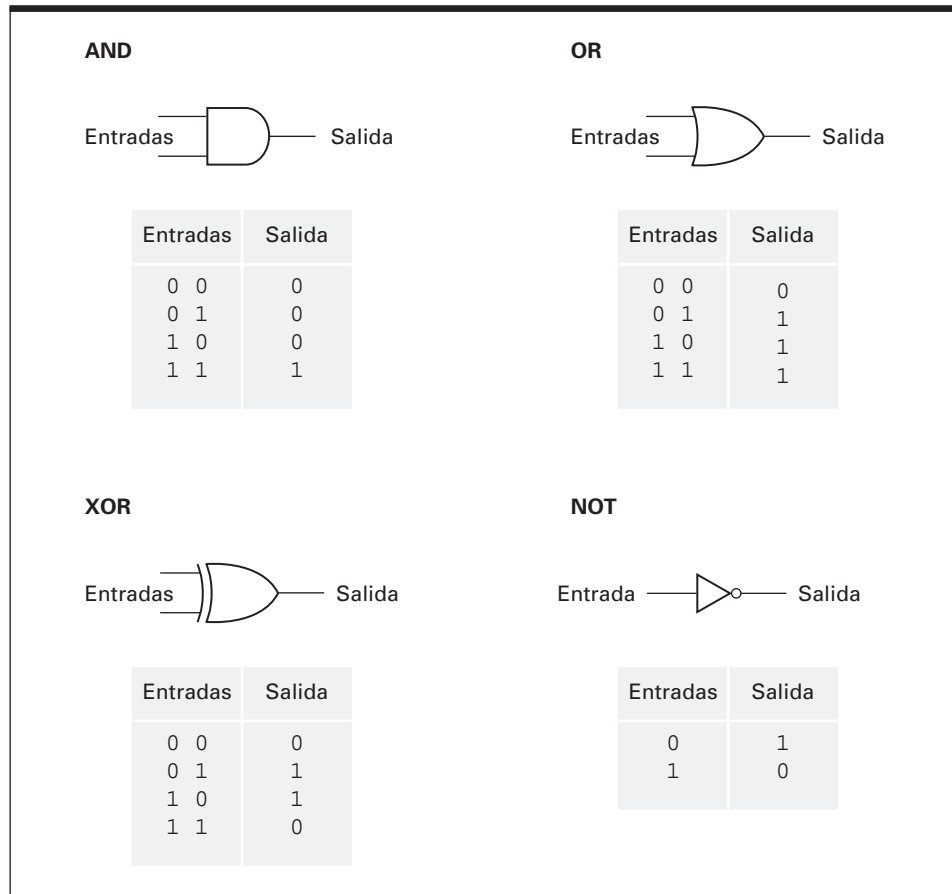 AND
Entradas Salida
Entradas Salida
0 0 0
0 1 0
1 0 0
1 1 1
OR
Entradas Salida
Entradas Salida
0 0 0
0 1 1
1 0 1
1 1 1
XOR
Entradas Salida
Entradas Salida
0 0 0
0 1 1
1 0 1
1 1 0
NOT
Entrada Salida
Entradas Salida
0 1
1 0